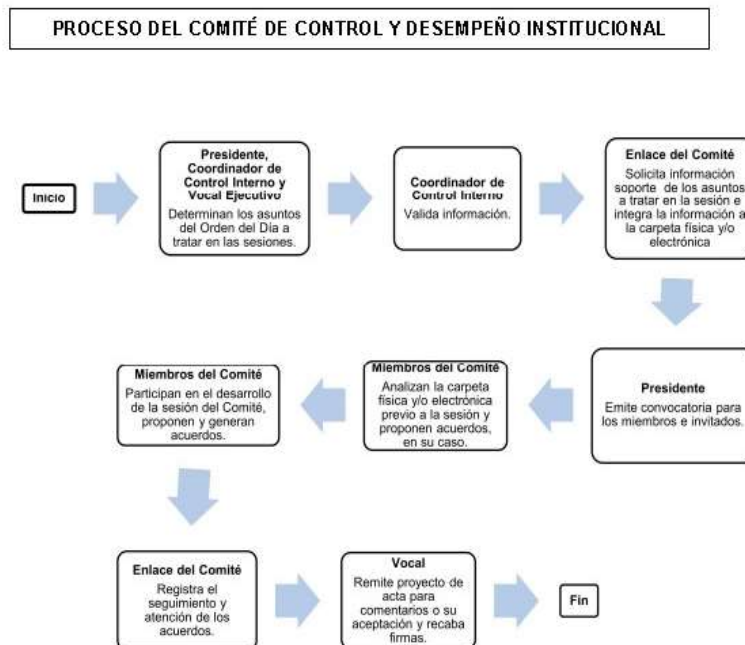 PROCESO DEL COMITÉ DE CONTROL Y DESEMPEÑO INSTITUCIONAL
Inicio
Presidente,
Coordinador de
Control Interno y
Vocal Ejecutivo
Determinan los asuntos
del Orden del Día a
tratar en las sesiones.
Coordinador de
Control Interno
Valida información.
Enlace del Comité
Solicita información
soporte de los asuntos
a tratar en la sesión e
integra la información a
la carpeta física y/o
electrónica
Presidente
Emite convocatoria para
los miembros e invitados.
Miembros del Comité
Analizan la carpeta
física y/o electrónica
previo a la sesión y
proponen acuerdos,
en su caso.
Miembros del Comité
Participan en el desarrollo
de la sesión del Comité,
proponen y generan
acuerdos.
Enlace del Comité
Registra el
seguimiento y
atención de los
acuerdos.
Vocal
Remite proyecto de
acta para
comentarios o su
aceptación y recaba
firmas.
Fin